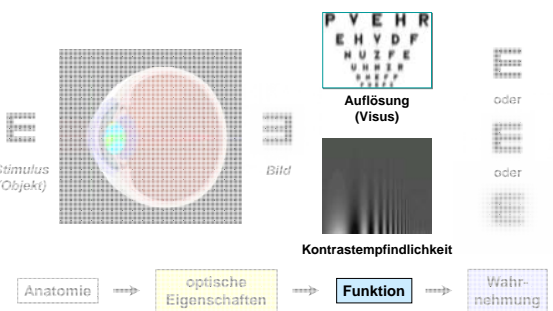 P V E H R
E H V D F
N U Z F E
Auflösung
(Visus)
oder
Stimulus
(Objekt)
Bild
oder
Kontrastempfindlichkeit
Anatomie
optische
Eigenschaften
Funktion
Wahr-
nehmung